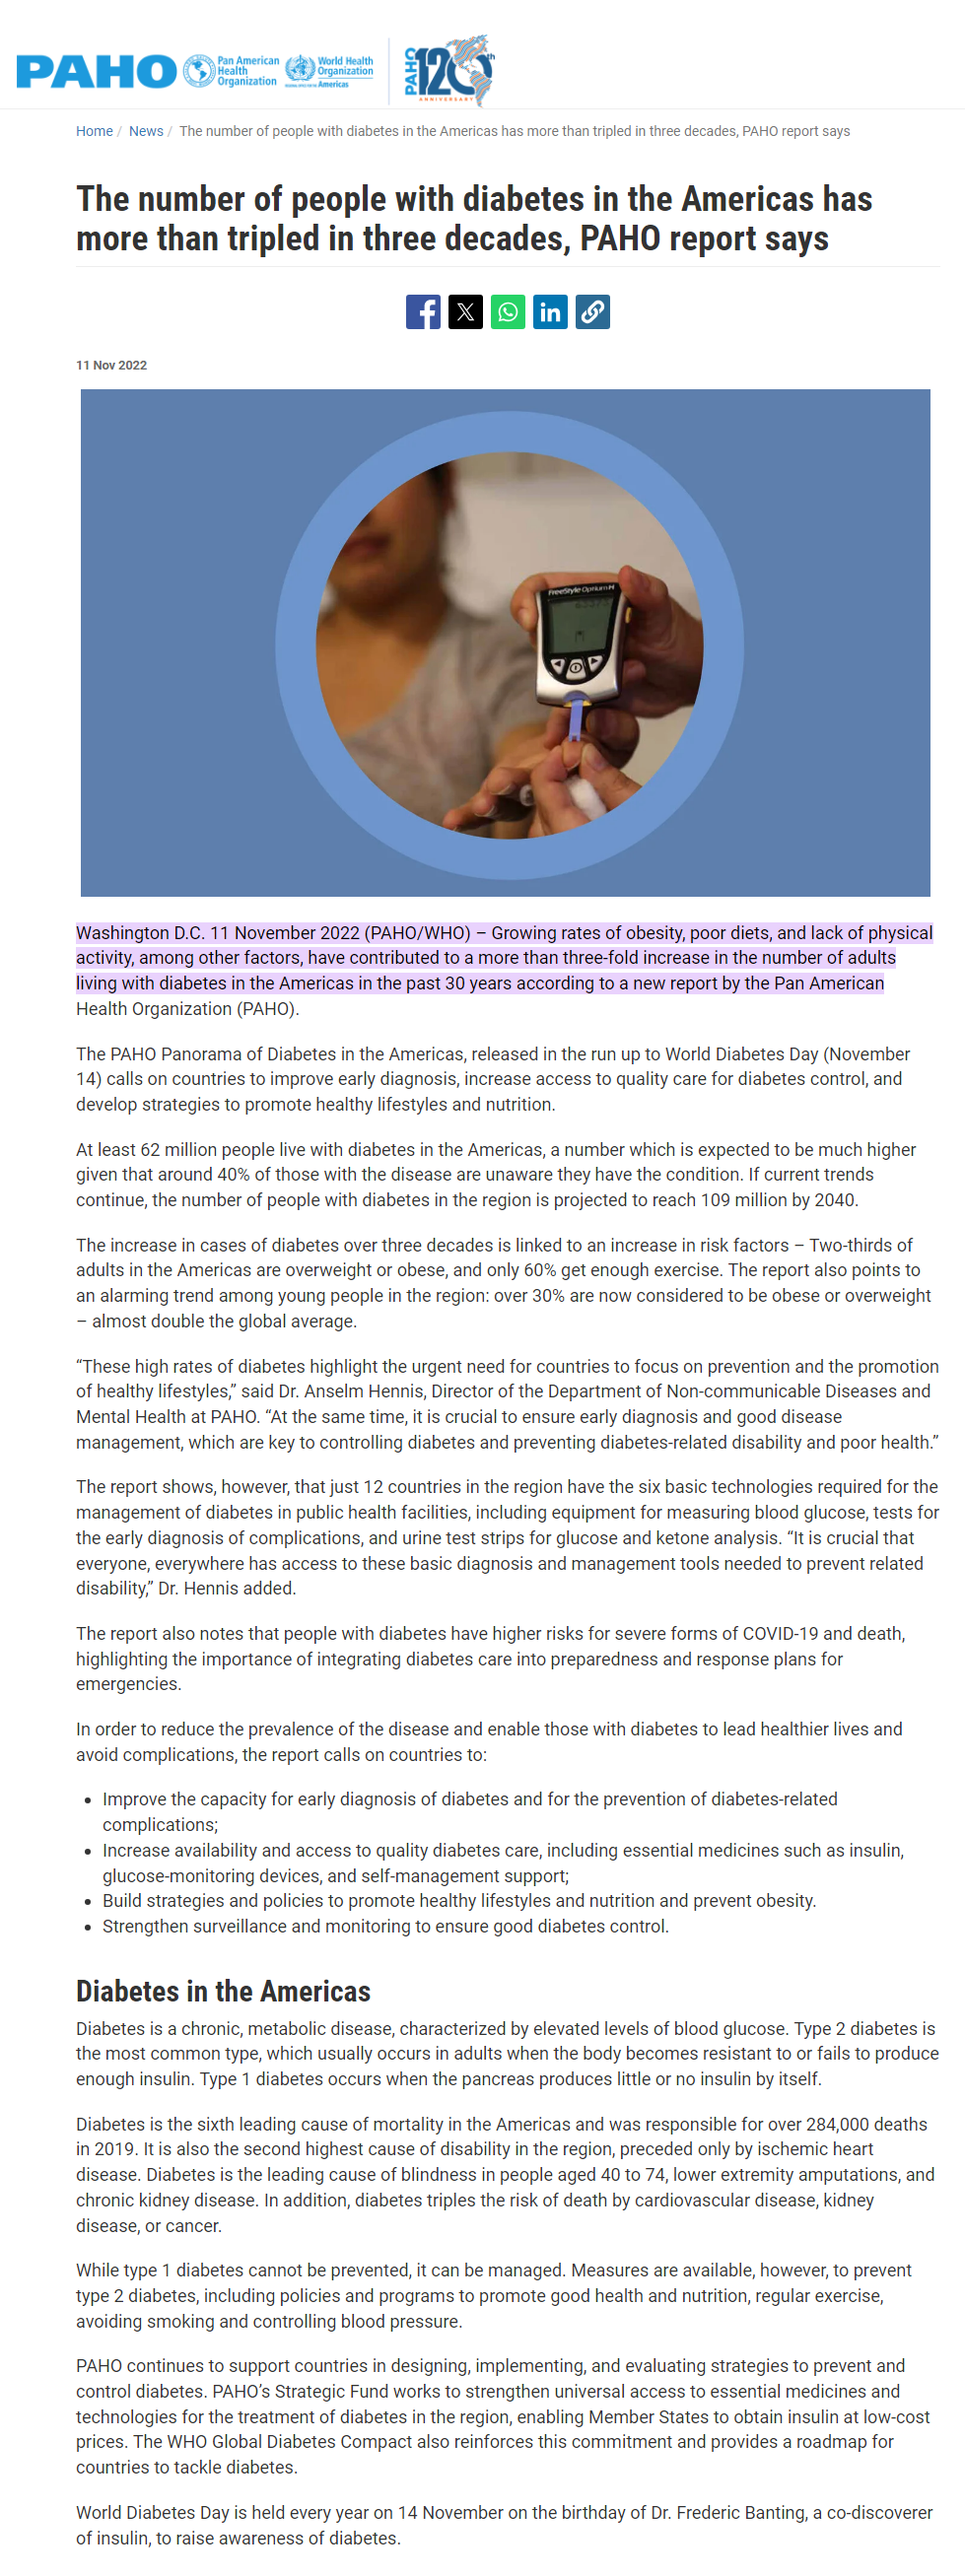 PAHO
Pan American
Health
Organization
World Health
Organization
Americas
PAHO
120th
ANNIVERSARY
Home / News / The number of people with diabetes in the Americas has more than tripled in three decades, PAHO report says
The number of people with diabetes in the Americas has
more than tripled in three decades, PAHO report says
11 Nov 2022
FreeStyle Optium H
Washington D.C. 11 November 2022 (PAHO/WHO) – Growing rates of obesity, poor diets, and lack of physical
activity, among other factors, have contributed to a more than three-fold increase in the number of adults
living with diabetes in the Americas in the past 30 years according to a new report by the Pan American
Health Organization (PAHO).
The PAHO Panorama of Diabetes in the Americas, released in the run up to World Diabetes Day (November
14) calls on countries to improve early diagnosis, increase access to quality care for diabetes control, and
develop strategies to promote healthy lifestyles and nutrition.
At least 62 million people live with diabetes in the Americas, a number which is expected to be much higher
given that around 40% of those with the disease are unaware they have the condition. If current trends
continue, the number of people with diabetes in the region is projected to reach 109 million by 2040.
The increase in cases of diabetes over three decades is linked to an increase in risk factors – Two-thirds of
adults in the Americas are overweight or obese, and only 60% get enough exercise. The report also points to
an alarming trend among young people in the region: over 30% are now considered to be obese or overweight
– almost double the global average.
“These high rates of diabetes highlight the urgent need for countries to focus on prevention and the promotion
of healthy lifestyles,” said Dr. Anselm Hennis, Director of the Department of Non-communicable Diseases and
Mental Health at PAHO. “At the same time, it is crucial to ensure early diagnosis and good disease
management, which are key to controlling diabetes and preventing diabetes-related disability and poor health.”
The report shows, however, that just 12 countries in the region have the six basic technologies required for the
management of diabetes in public health facilities, including equipment for measuring blood glucose, tests for
the early diagnosis of complications, and urine test strips for glucose and ketone analysis. “It is crucial that
everyone, everywhere has access to these basic diagnosis and management tools needed to prevent related
disability,” Dr. Hennis added.
The report also notes that people with diabetes have higher risks for severe forms of COVID-19 and death,
highlighting the importance of integrating diabetes care into preparedness and response plans for
emergencies.
In order to reduce the prevalence of the disease and enable those with diabetes to lead healthier lives and
avoid complications, the report calls on countries to:
• Improve the capacity for early diagnosis of diabetes and for the prevention of diabetes-related
complications;
• Increase availability and access to quality diabetes care, including essential medicines such as insulin,
glucose-monitoring devices, and self-management support;
• Build strategies and policies to promote healthy lifestyles and nutrition and prevent obesity.
• Strengthen surveillance and monitoring to ensure good diabetes control.
Diabetes in the Americas
Diabetes is a chronic, metabolic disease, characterized by elevated levels of blood glucose. Type 2 diabetes is
the most common type, which usually occurs in adults when the body becomes resistant to or fails to produce
enough insulin. Type 1 diabetes occurs when the pancreas produces little or no insulin by itself.
Diabetes is the sixth leading cause of mortality in the Americas and was responsible for over 284,000 deaths
in 2019. It is also the second highest cause of disability in the region, preceded only by ischemic heart
disease. Diabetes is the leading cause of blindness in people aged 40 to 74, lower extremity amputations, and
chronic kidney disease. In addition, diabetes triples the risk of death by cardiovascular disease, kidney
disease, or cancer.
While type 1 diabetes cannot be prevented, it can be managed. Measures are available, however, to prevent
type 2 diabetes, including policies and programs to promote good health and nutrition, regular exercise,
avoiding smoking and controlling blood pressure.
PAHO continues to support countries in designing, implementing, and evaluating strategies to prevent and
control diabetes. PAHO’s Strategic Fund works to strengthen universal access to essential medicines and
technologies for the treatment of diabetes in the region, enabling Member States to obtain insulin at low-cost
prices. The WHO Global Diabetes Compact also reinforces this commitment and provides a roadmap for
countries to tackle diabetes.
World Diabetes Day is held every year on 14 November on the birthday of Dr. Frederic Banting, a co-discoverer
of insulin, to raise awareness of diabetes.